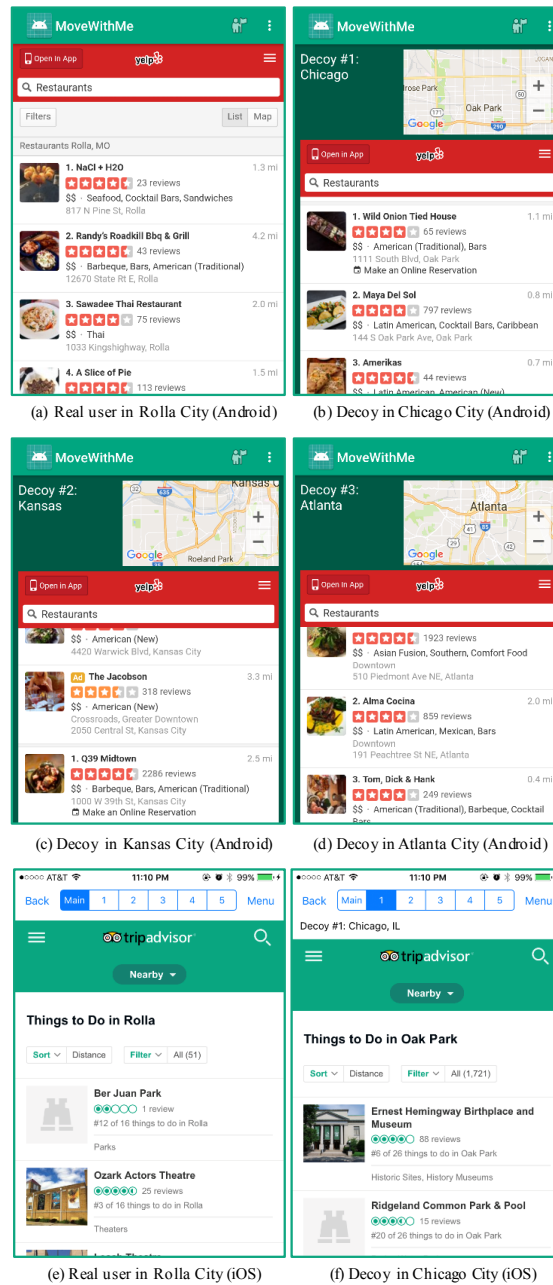 MoveWithMe
Open in App
yelp
Restaurants
Filters
List Map
Restaurants Rolla, MO
1. NaCl + H2O 1.3 mi
23 reviews
$$ · Seafood, Cocktail Bars, Sandwiches
817 N Pine St, Rolla
2. Randy's Roadkill Bbq & Grill 4.2 mi
43 reviews
$$ · Barbeque, Bars, American (Traditional)
12670 State Rt E, Rolla
3. Sawadee Thai Restaurant 2.0 mi
75 reviews
$$ · Thai
1033 Kingshighway, Rolla
4. A Slice of Pie 1.5 mi
113 reviews
(a) Real user in Rolla City (Android)
MoveWithMe
Decoy #1:
Chicago
rose Park
Oak Park
50
171
290
Google
+
−
Open in App
yelp
Restaurants
1. Wild Onion Tied House 1.1 mi
65 reviews
$$ · American (Traditional), Bars
1111 South Blvd, Oak Park
Make an Online Reservation
2. Maya Del Sol 0.8 mi
797 reviews
$$ · Latin American, Cocktail Bars, Caribbean
144 S Oak Park Ave, Oak Park
3. Amerikas 0.7 mi
44 reviews
$$ · Latin American, American (New)
(b) Decoy in Chicago City (Android)
MoveWithMe
Decoy #2:
Kansas
Kansas C
32
635
Roeland Park
Google
+
−
Open in App
yelp
Restaurants
$$ · American (New)
4420 Warwick Blvd, Kansas City
Ad The Jacobson 3.3 mi
318 reviews
$$ · American (New)
Crossroads, Greater Downtown
2050 Central St, Kansas City
1. Q39 Midtown 2.5 mi
2286 reviews
$$ · Barbeque, Bars, American (Traditional)
1000 W 39th St, Kansas City
Make an Online Reservation
(c) Decoy in Kansas City (Android)
MoveWithMe
Decoy #3:
Atlanta
Atlanta
41
85
29
42
Google
+
−
Open in App
yelp
Restaurants
1923 reviews
$$ · Asian Fusion, Southern, Comfort Food
Downtown
510 Piedmont Ave NE, Atlanta
2. Alma Cocina 2.0 mi
859 reviews
$$ · Latin American, Mexican, Bars
Downtown
191 Peachtree St NE, Atlanta
3. Tom, Dick & Hank 0.4 mi
249 reviews
$$ · American (Traditional), Barbeque, Cocktail
Bars
(d) Decoy in Atlanta City (Android)
AT&T 11:10 PM 99%
Back Main 1 2 3 4 5 Menu
tripadvisor
Nearby
Things to Do in Rolla
Sort Distance Filter All (51)
Ber Juan Park
1 review
#12 of 16 things to do in Rolla
Parks
Ozark Actors Theatre
25 reviews
#3 of 16 things to do in Rolla
Theaters
(e) Real user in Rolla City (iOS)
AT&T 11:10 PM 99%
Back Main 1 2 3 4 5 Menu
Decoy #1: Chicago, IL
tripadvisor
Nearby
Things to Do in Oak Park
Sort Distance Filter All (1,721)
Ernest Hemingway Birthplace and
Museum
88 reviews
#6 of 26 things to do in Oak Park
Historic Sites, History Museums
Ridgeland Common Park & Pool
15 reviews
#20 of 26 things to do in Oak Park
(f) Decoy in Chicago City (iOS)